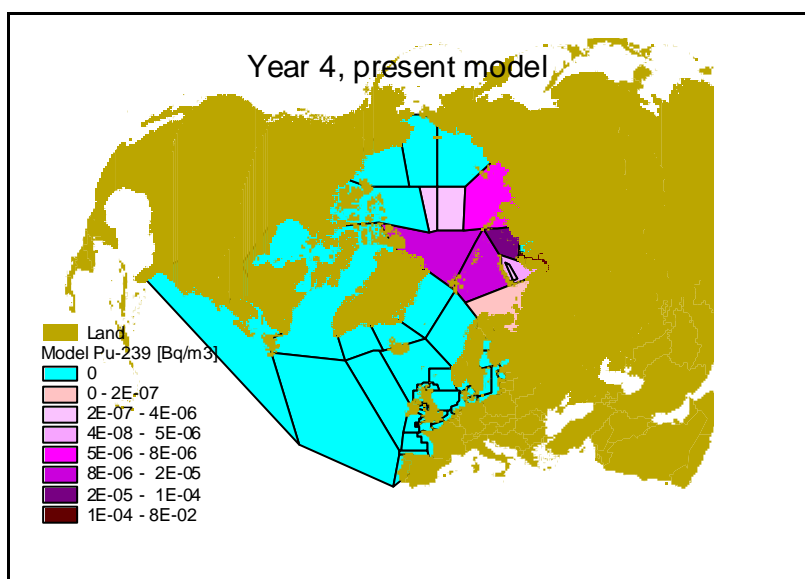 Year 4, present model
Land
Model Pu-239 [Bq/m3]
0
0 - 2E-07
2E-07 - 4E-06
4E-08 - 5E-06
5E-06 - 8E-06
8E-06 - 2E-05
2E-05 - 1E-04
1E-04 - 8E-02